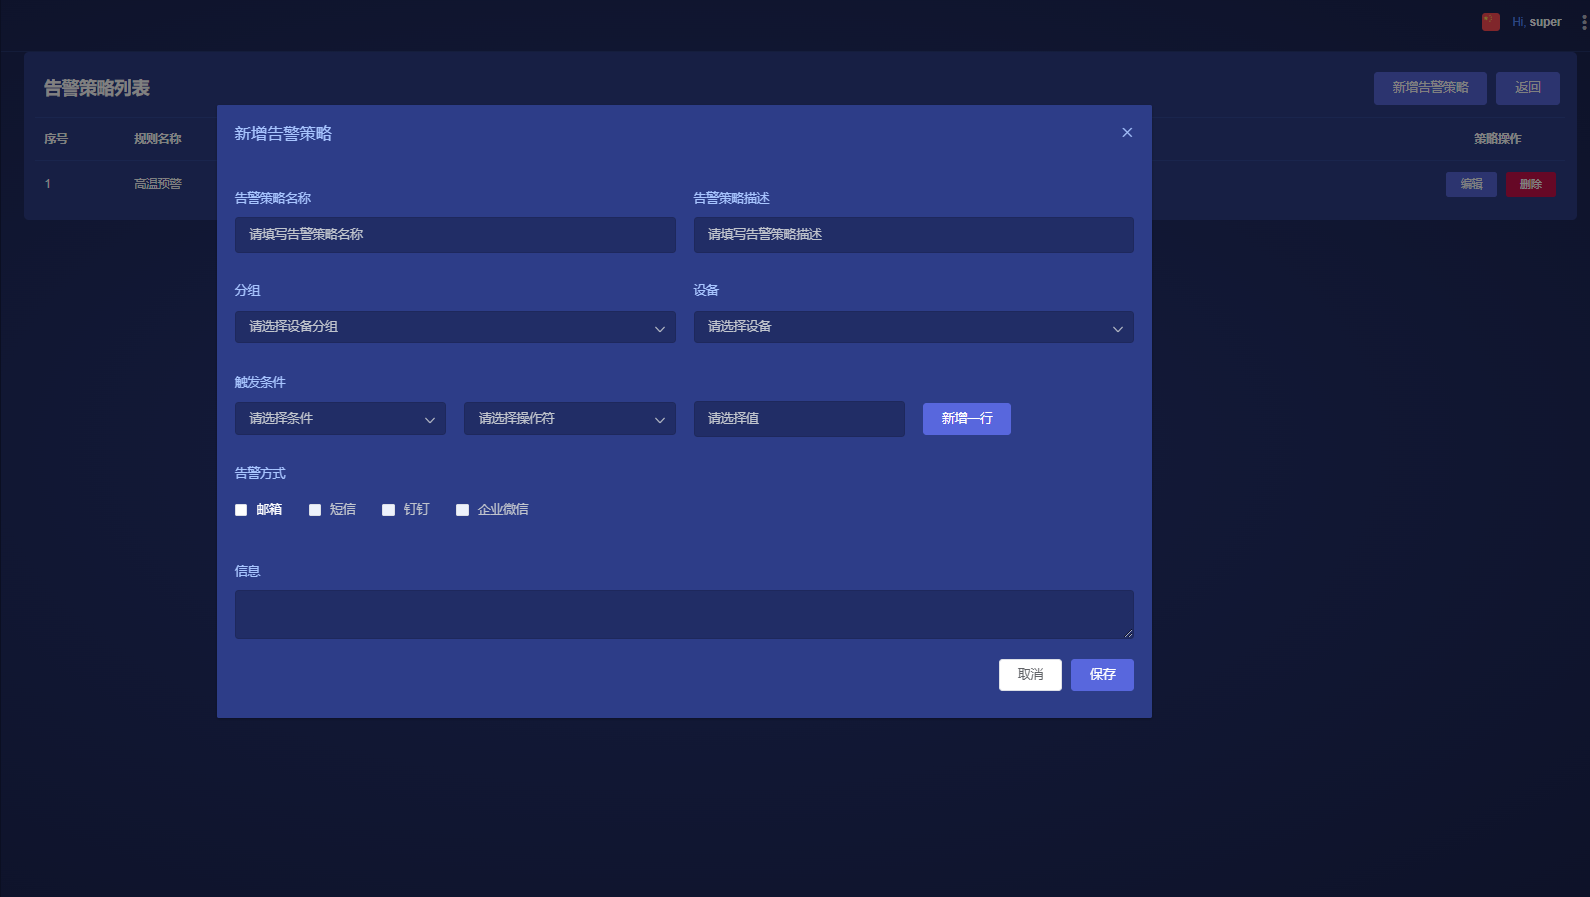 Hi, super
告警策略列表
新增告警策略 返回
序号 规则名称 策略操作
1 高温预警 编辑 删除
新增告警策略
告警策略名称 告警策略描述
请填写告警策略名称 请填写告警策略描述
分组 设备
请选择设备分组 请选择设备
触发条件
请选择条件 请选择操作符 请选择值 新增一行
告警方式
邮箱 短信 钉钉 企业微信
信息
取消 保存